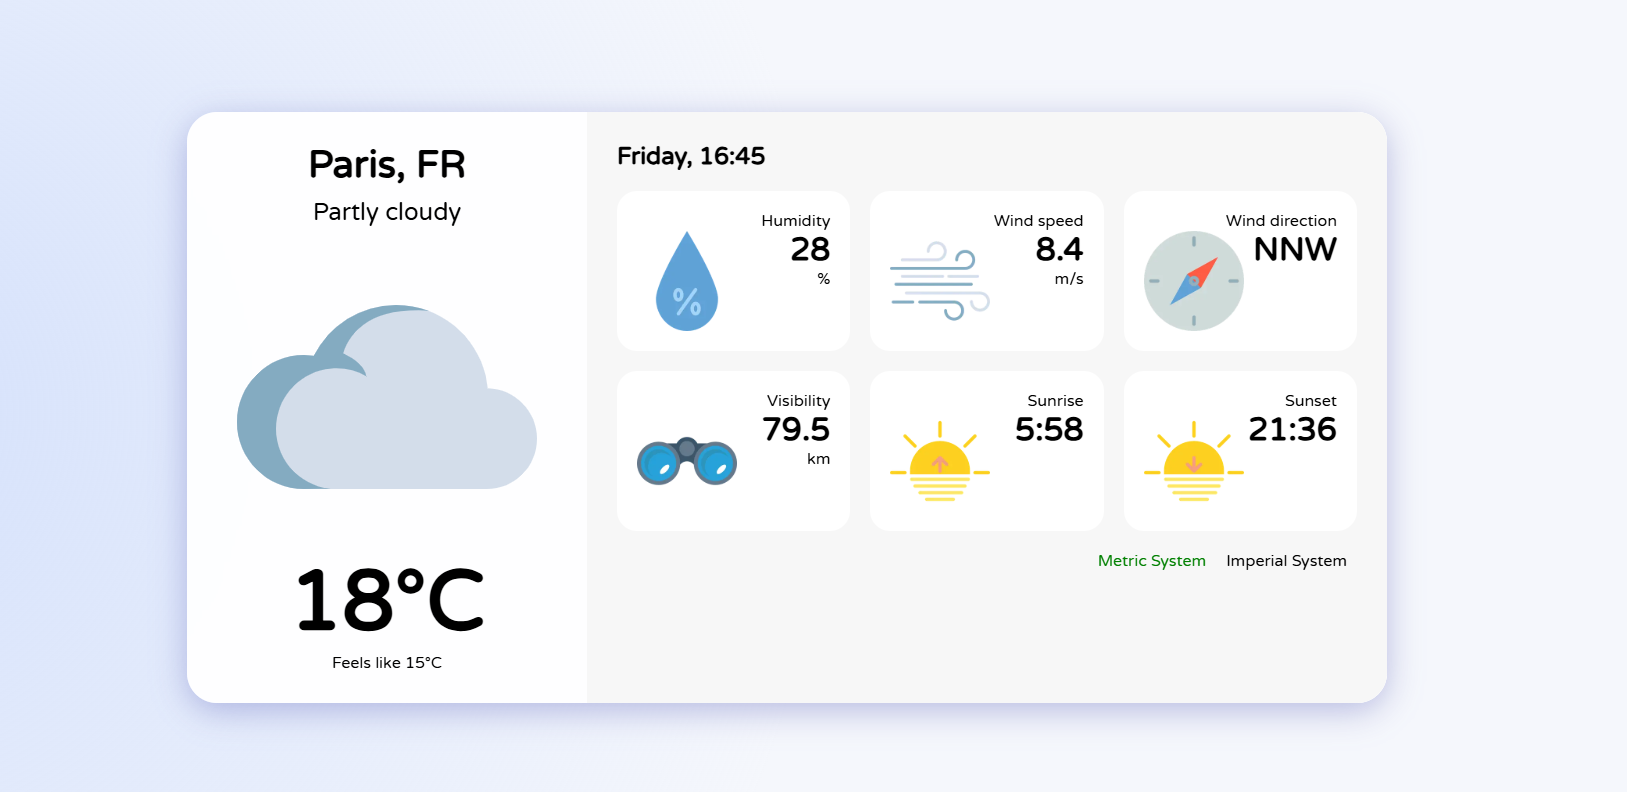 Paris, FR
Partly cloudy
18°C
Feels like 15°C
Friday, 16:45
Humidity
28
%
%
Wind speed
8.4
m/s
Wind direction
NNW
Visibility
79.5
km
Sunrise
5:58
Sunset
21:36
Metric System
Imperial System